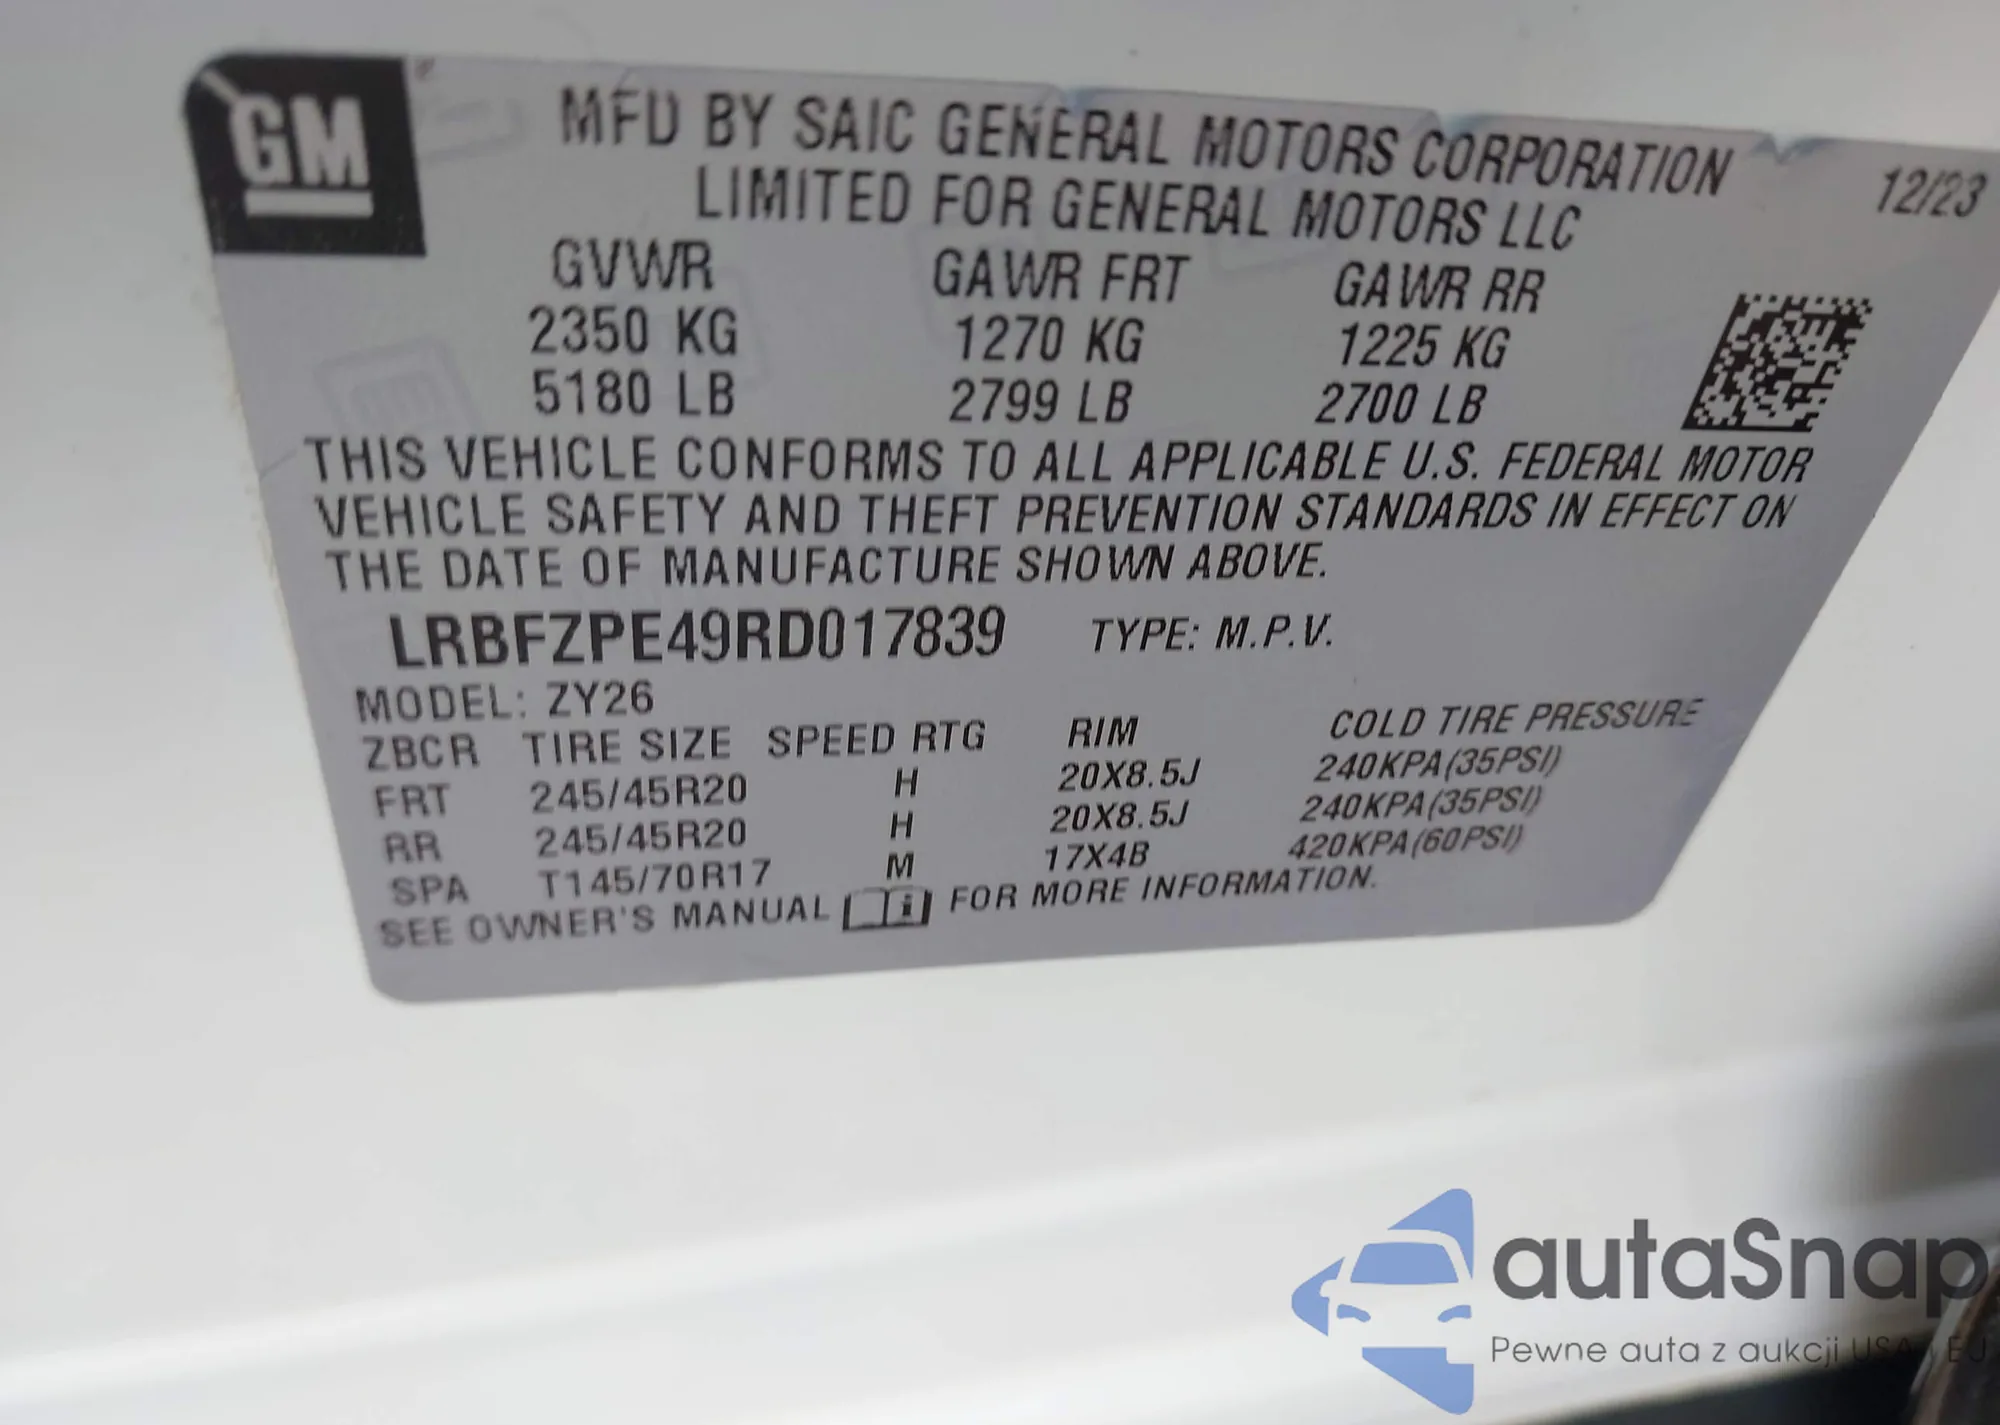 GM
MFD BY SAIC GENERAL MOTORS CORPORATION
LIMITED FOR GENERAL MOTORS LLC
12/23
GVWR GAWR FRT GAWR RR
2350 KG 1270 KG 1225 KG
5180 LB 2799 LB 2700 LB
THIS VEHICLE CONFORMS TO ALL APPLICABLE U.S. FEDERAL MOTOR
VEHICLE SAFETY AND THEFT PREVENTION STANDARDS IN EFFECT ON
THE DATE OF MANUFACTURE SHOWN ABOVE.
LRBFZPE49RD017839 TYPE: M.P.V.
MODEL: ZY26
ZBCR TIRE SIZE SPEED RTG RIM COLD TIRE PRESSURE
FRT 245/45R20 H 20X8.5J 240KPA(35PSI)
RR 245/45R20 H 20X8.5J 240KPA(35PSI)
SPA T145/70R17 M 17X4B 420KPA(60PSI)
SEE OWNER'S MANUAL i FOR MORE INFORMATION.
autaSnap
Pewne auta z aukcji USA i EU